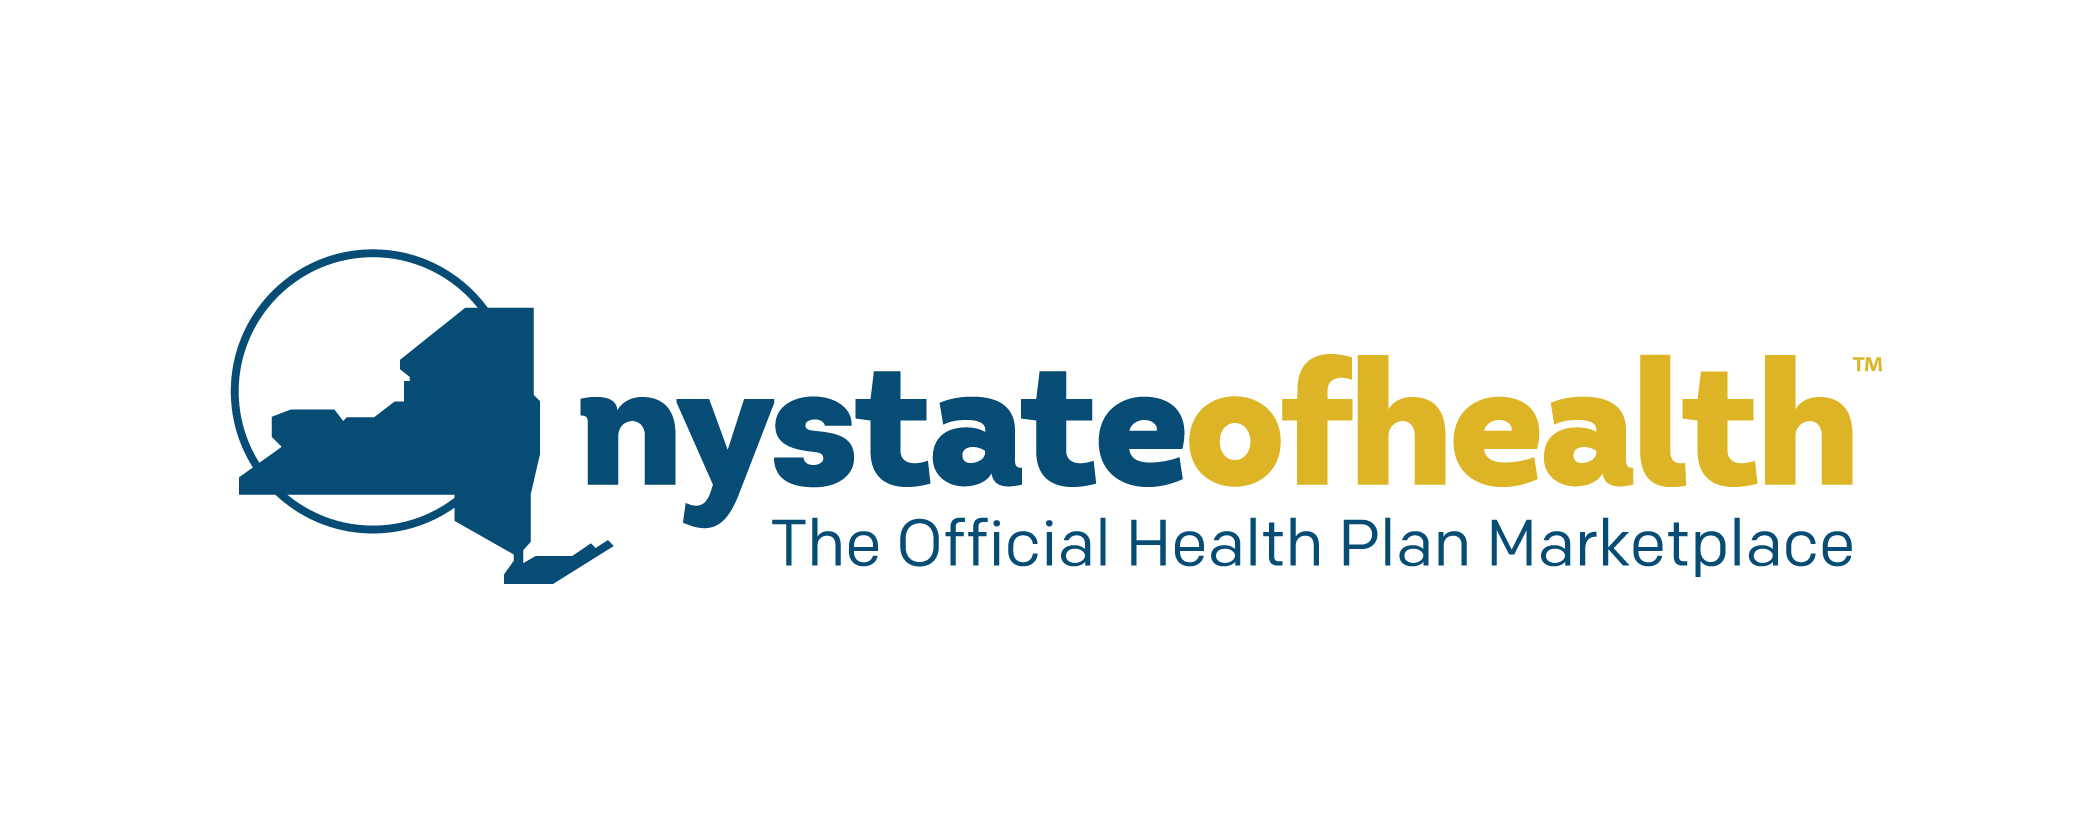 nystateofhealth™
The Official Health Plan Marketplace